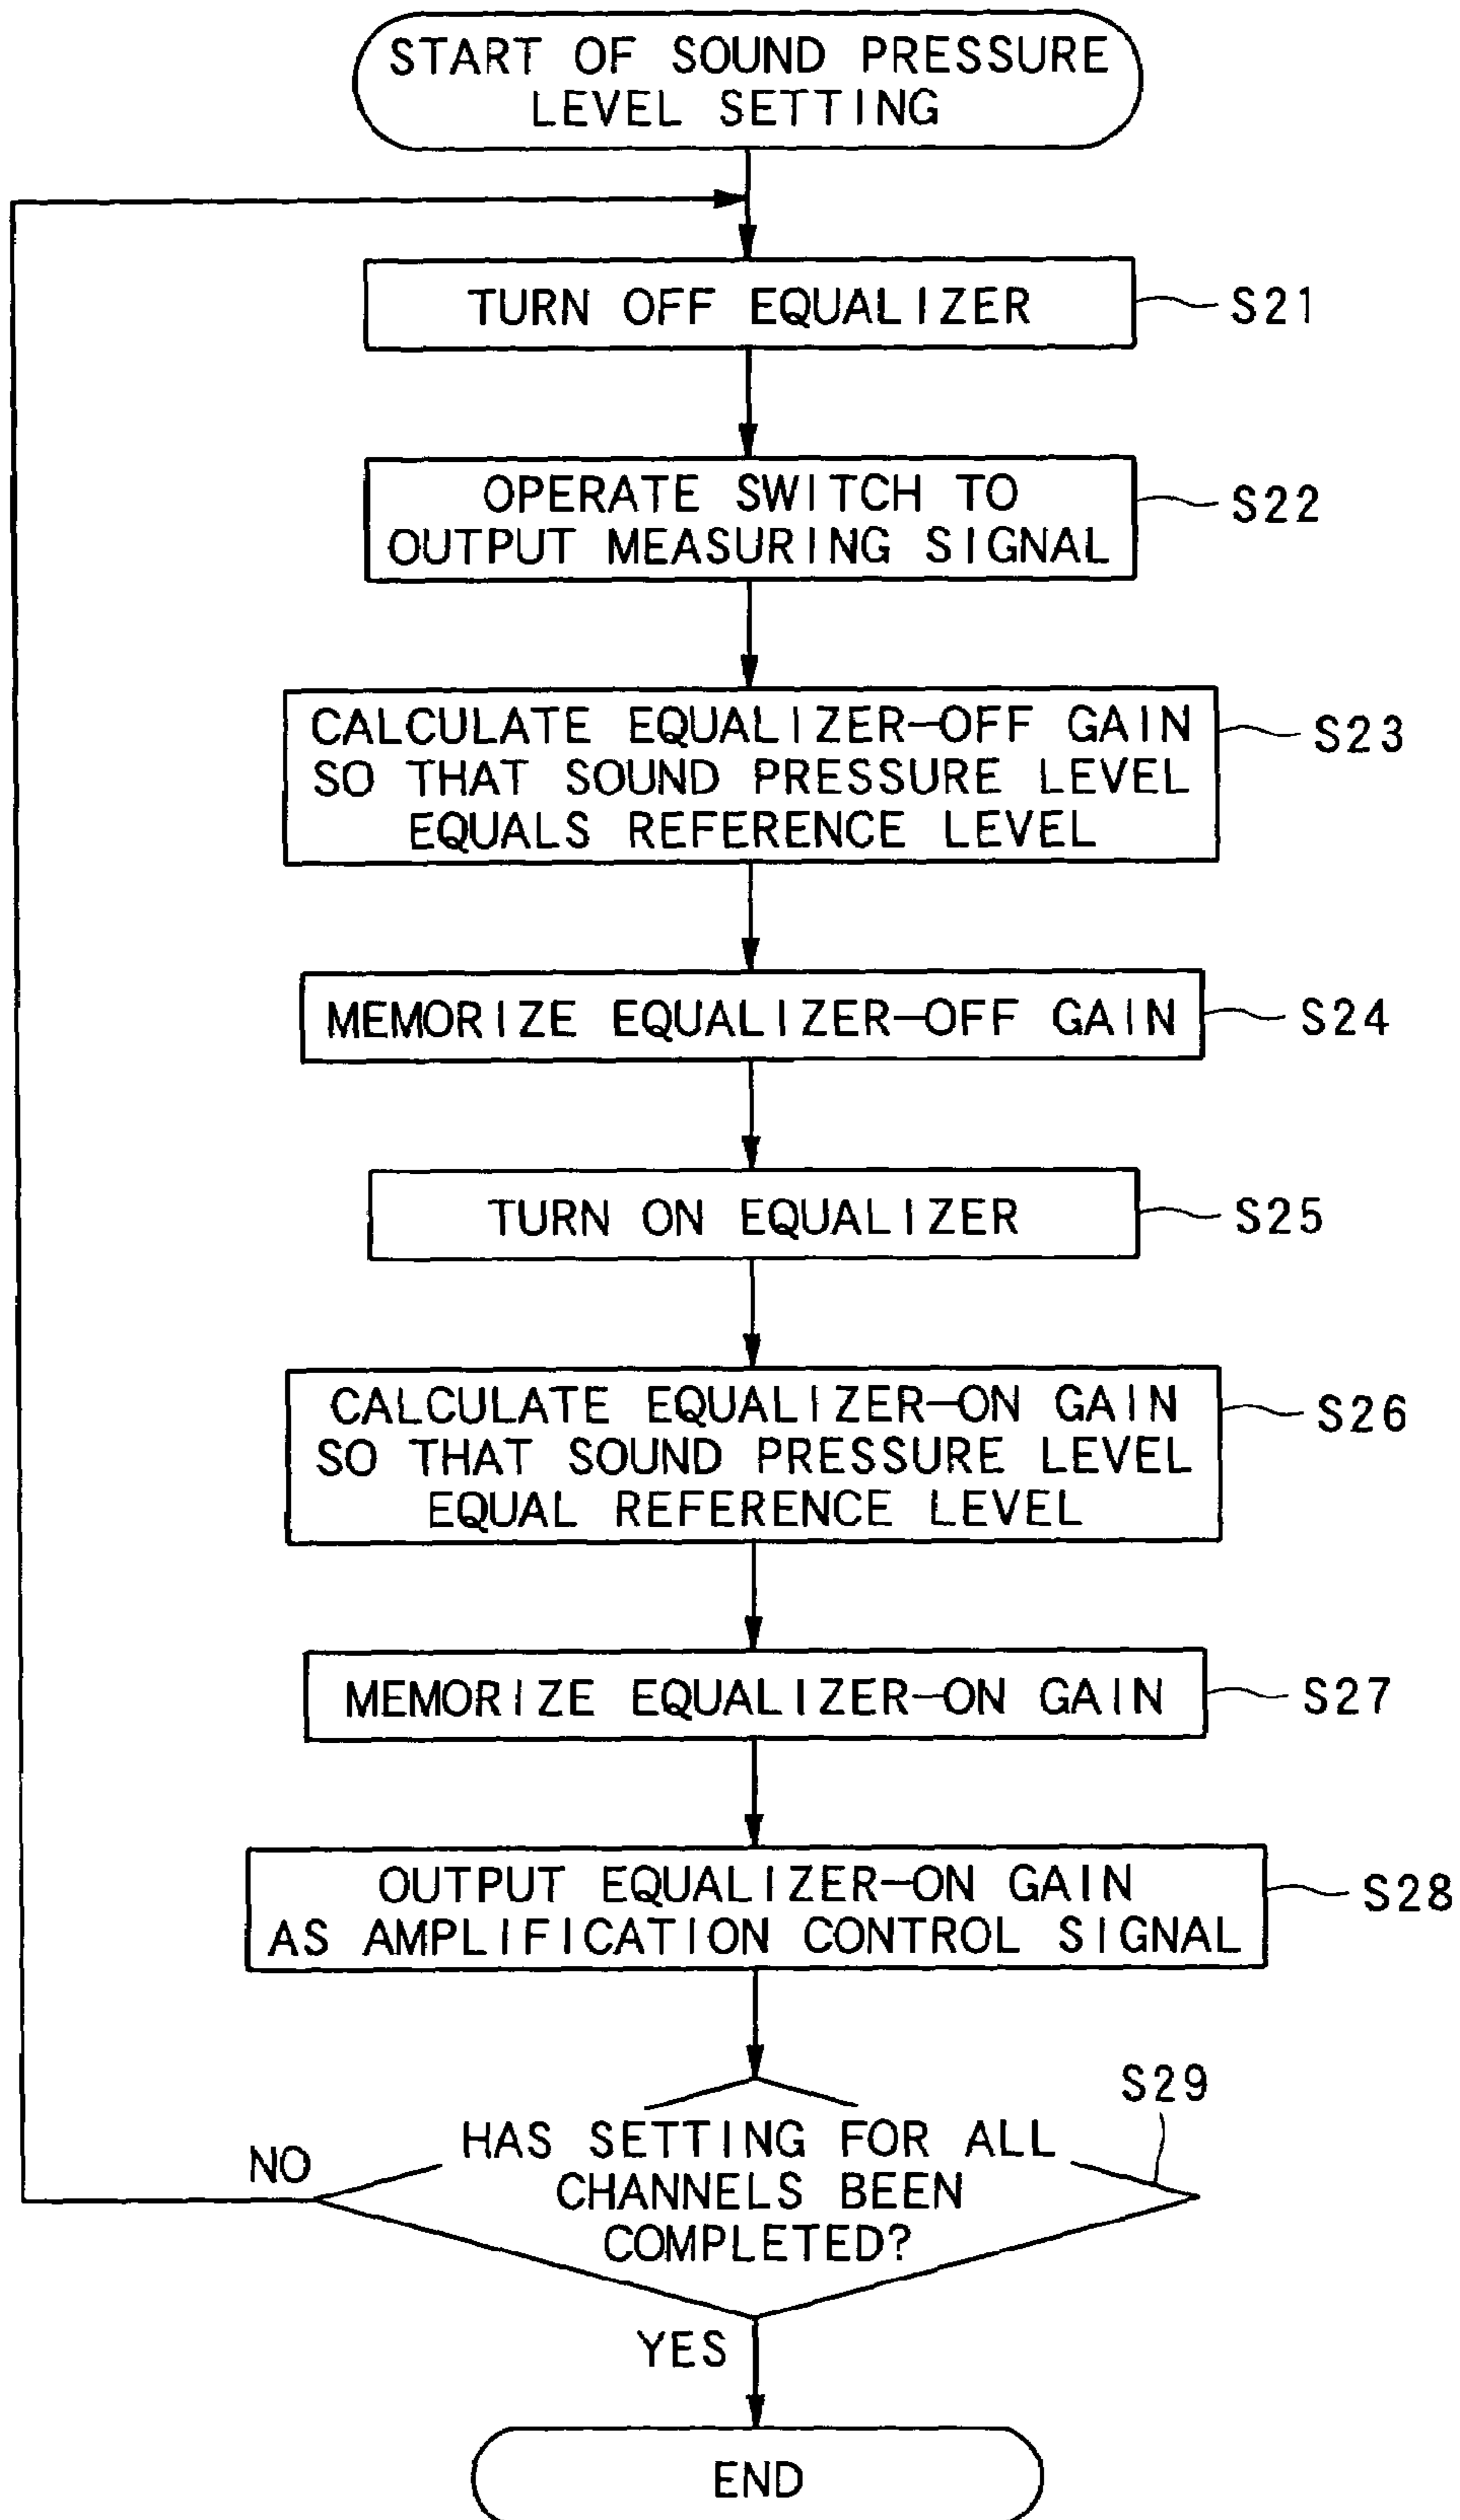 START OF SOUND PRESSURE
LEVEL SETTING
TURN OFF EQUALIZER
S21
OPERATE SWITCH TO
OUTPUT MEASURING SIGNAL
S22
CALCULATE EQUALIZER-OFF GAIN
SO THAT SOUND PRESSURE LEVEL
EQUALS REFERENCE LEVEL
S23
MEMORIZE EQUALIZER-OFF GAIN
S24
TURN ON EQUALIZER
S25
CALCULATE EQUALIZER-ON GAIN
SO THAT SOUND PRESSURE LEVEL
EQUAL REFERENCE LEVEL
S26
MEMORIZE EQUALIZER-ON GAIN
S27
OUTPUT EQUALIZER-ON GAIN
AS AMPLIFICATION CONTROL SIGNAL
S28
S29
HAS SETTING FOR ALL
CHANNELS BEEN
COMPLETED?
NO
YES
END